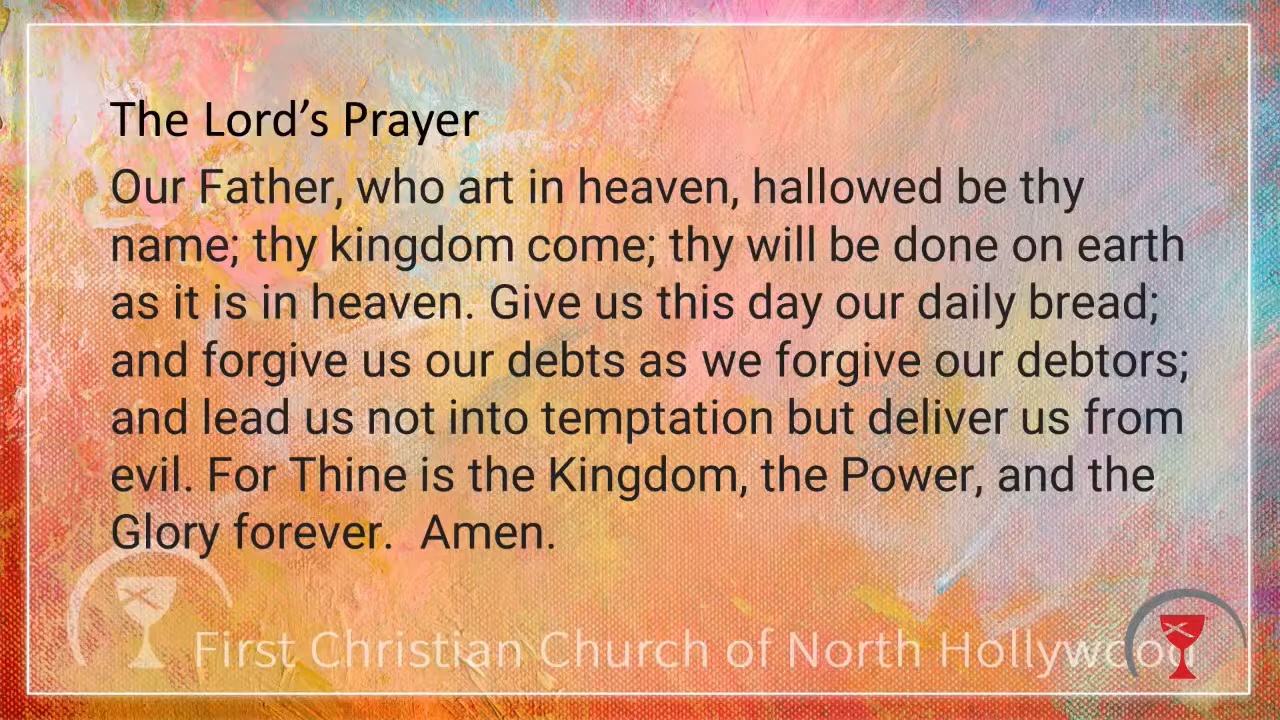 The Lord’s Prayer
Our Father, who art in heaven, hallowed be thy
name; thy kingdom come; thy will be done on earth
as it is in heaven. Give us this day our daily bread;
and forgive us our debts as we forgive our debtors;
and lead us not into temptation but deliver us from
evil. For Thine is the Kingdom, the Power, and the
Glory forever.  Amen.
First Christian Church of North Hollywood